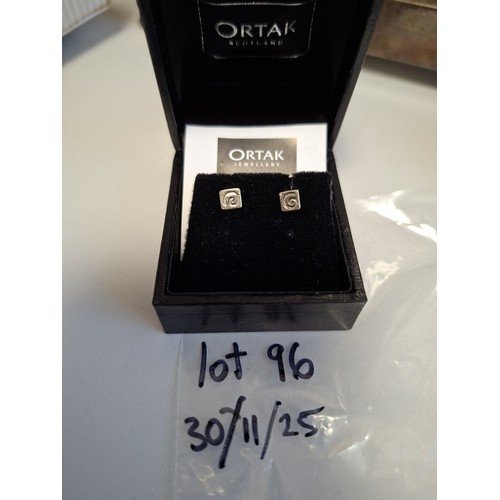 ORTAK
SCOTLAND
ORTAK
JEWELLERY
lot 96
30/11/25